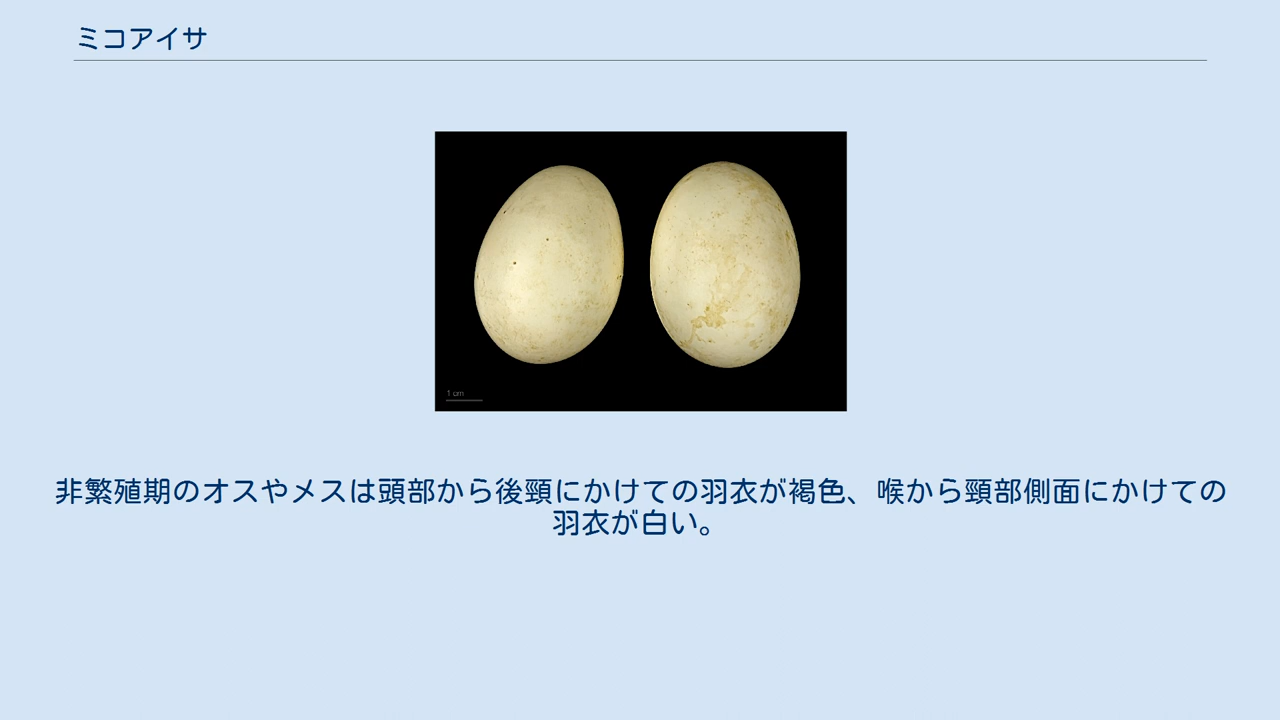 ミコアイサ
1 cm
非繁殖期のオスやメスは頭部から後頸にかけての羽衣が褐色、喉から頸部側面にかけての
羽衣が白い。